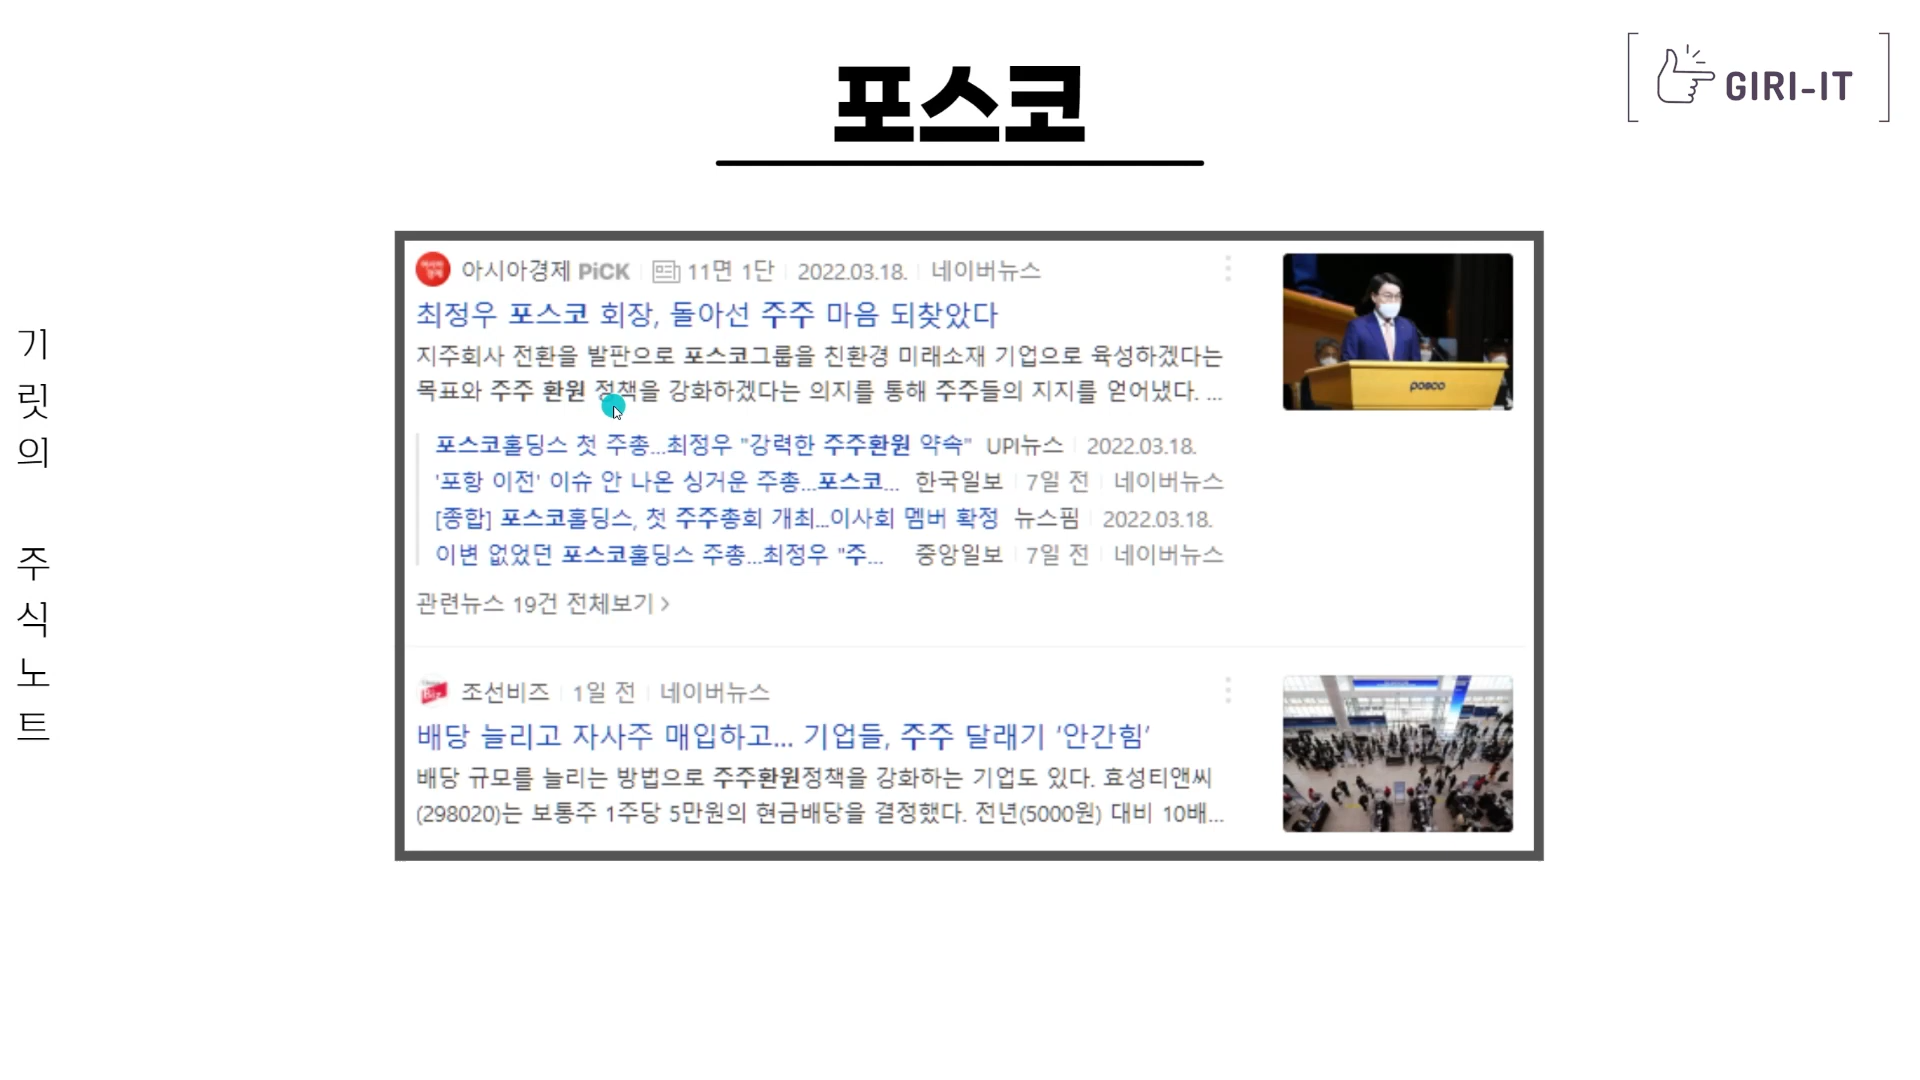 포스코
GIRI-IT
기릿의 주식노트
아시아경제 PiCK 11면 1단 2022.03.18. 네이버뉴스
최정우 포스코 회장, 돌아선 주주 마음 되찾았다
지주회사 전환을 발판으로 포스코그룹을 친환경 미래소재 기업으로 육성하겠다는
목표와 주주 환원 정책을 강화하겠다는 의지를 통해 주주들의 지지를 얻어냈다. ...
posco
포스코홀딩스 첫 주총...최정우 "강력한 주주환원 약속" UPI뉴스 2022.03.18.
'포항 이전' 이슈 안 나온 싱거운 주총...포스코... 한국일보 7일 전 네이버뉴스
[종합] 포스코홀딩스, 첫 주주총회 개최...이사회 멤버 확정 뉴스핌 2022.03.18.
이변 없었던 포스코홀딩스 주총...최정우 "주... 중앙일보 7일 전 네이버뉴스
관련뉴스 19건 전체보기 >
Biz 조선비즈 1일 전 네이버뉴스
배당 늘리고 자사주 매입하고... 기업들, 주주 달래기 '안간힘'
배당 규모를 늘리는 방법으로 주주환원정책을 강화하는 기업도 있다. 효성티앤씨
(298020)는 보통주 1주당 5만원의 현금배당을 결정했다. 전년(5000원) 대비 10배...